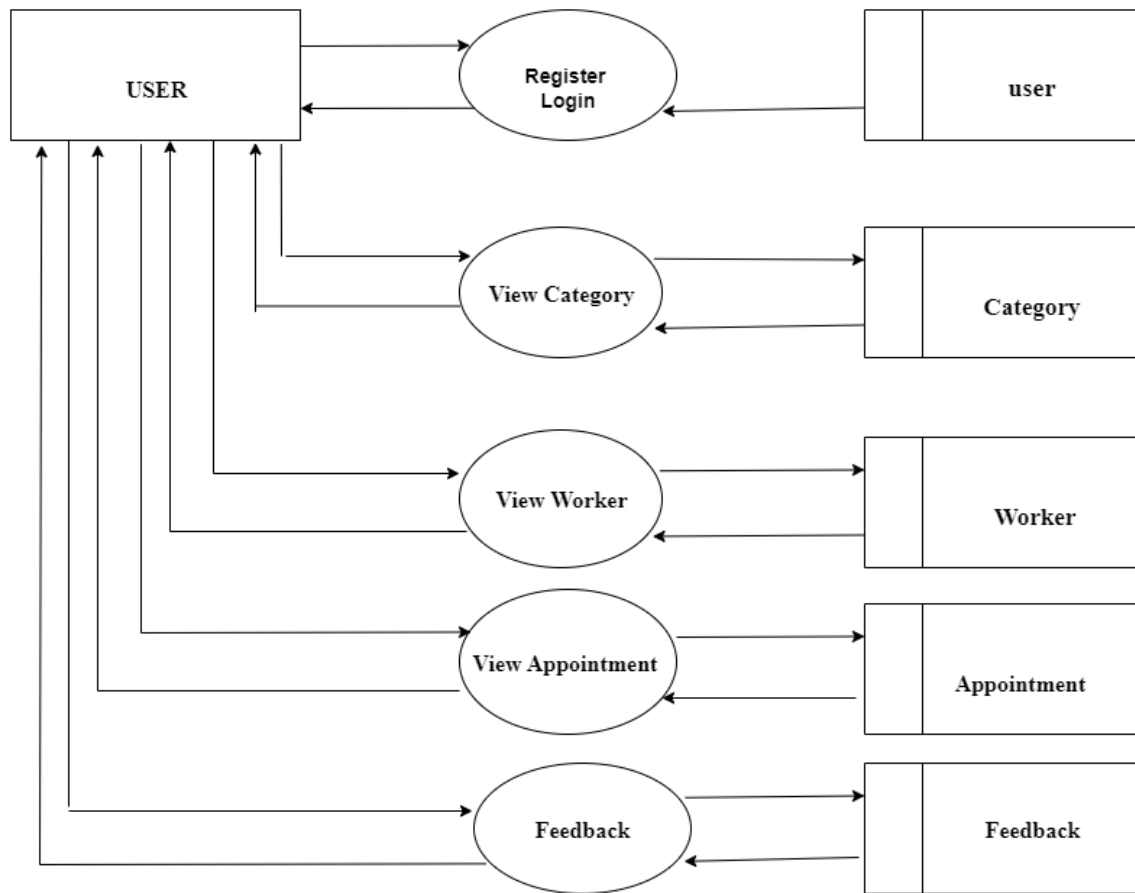 USER
Register
Login
user
View Category
Category
View Worker
Worker
View Appointment
Appointment
Feedback
Feedback